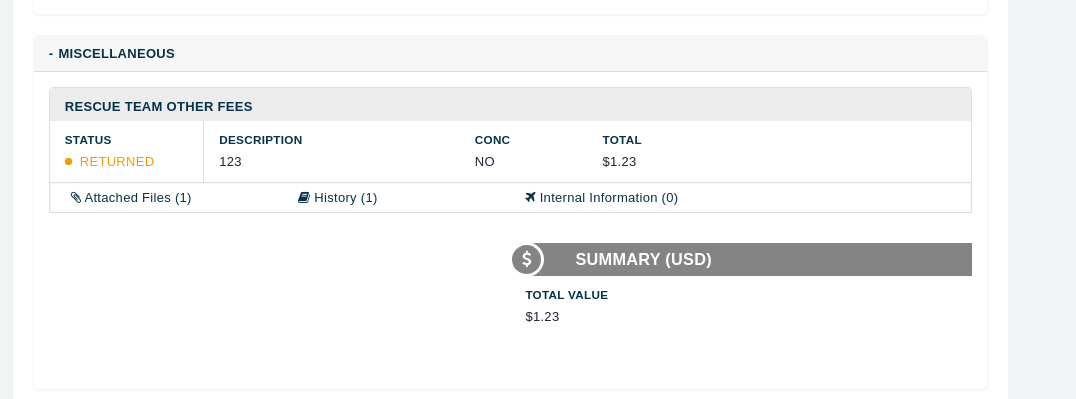 - MISCELLANEOUS
RESCUE TEAM OTHER FEES
STATUS DESCRIPTION CONC TOTAL
RETURNED 123 NO $1.23
Attached Files (1) History (1) Internal Information (0)
$ SUMMARY (USD)
TOTAL VALUE
$1.23